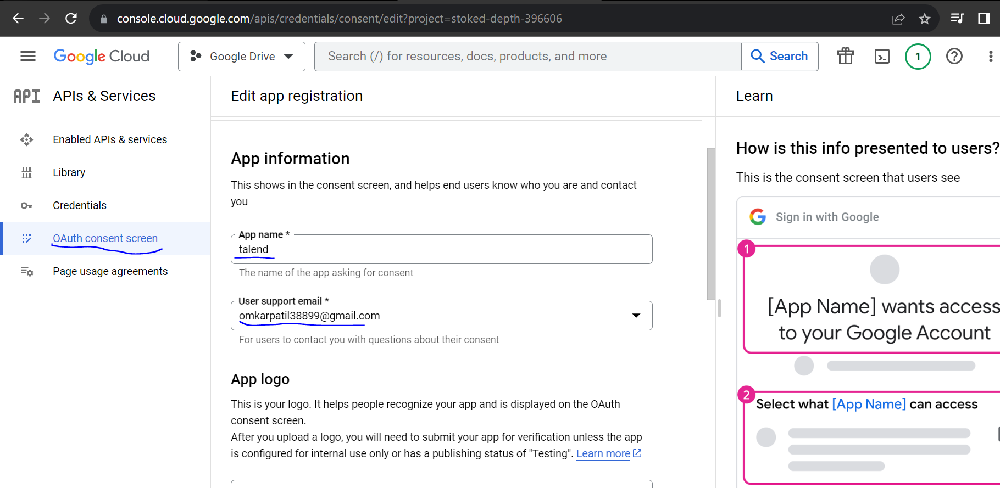 console.cloud.google.com/apis/credentials/consent/edit?project=stoked-depth-396606
Google Cloud
Google Drive
Search (/) for resources, docs, products, and more
Search
1
API
APIs & Services
Edit app registration
Learn
Enabled APIs & services
Library
Credentials
OAuth consent screen
Page usage agreements
App information
This shows in the consent screen, and helps end users know who you are and contact
you
App name *
talend
The name of the app asking for consent
User support email *
omkarpatil38899@gmail.com
For users to contact you with questions about their consent
App logo
This is your logo. It helps people recognize your app and is displayed on the OAuth
consent screen.
After you upload a logo, you will need to submit your app for verification unless the app
is configured for internal use only or has a publishing status of "Testing". Learn more
How is this info presented to users?
This is the consent screen that users see
Sign in with Google
1
[App Name] wants access
to your Google Account
2
Select what [App Name] can access